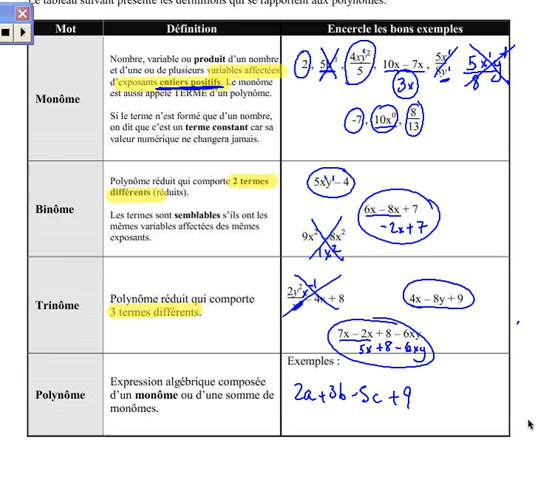 Le tableau suivant présente les définitions qui se rapportent aux polynômes.
Mot
Définition
Encercle les bons exemples
Monôme
Nombre, variable ou produit d'un nombre
et d'une ou de plusieurs variables affectées
d'exposants entiers positifs. Le monôme
est aussi appelé TERME d'un polynôme.
Si le terme n'est formé que d'un nombre,
on dit que c'est un terme constant car sa
valeur numérique ne changera jamais.
2, 4xy²/5, 10x – 7x,
3x
-7, 10x⁰, 8/13
Binôme
Polynôme réduit qui comporte 2 termes
différents (réduits).
Les termes sont semblables s'ils ont les
mêmes variables affectées des mêmes
exposants.
5xy – 4
6x – 8x + 7
-2x + 7
9x² 8x²
1x²
Trinôme
Polynôme réduit qui comporte
3 termes différents.
– 4x + 8
4x – 8y + 9
7x – 2x + 8 – 6xy
5x + 8 – 6xy
Polynôme
Expression algébrique composée
d'un monôme ou d'une somme de
monômes.
Exemples :
2a + 3b - 5c + 9